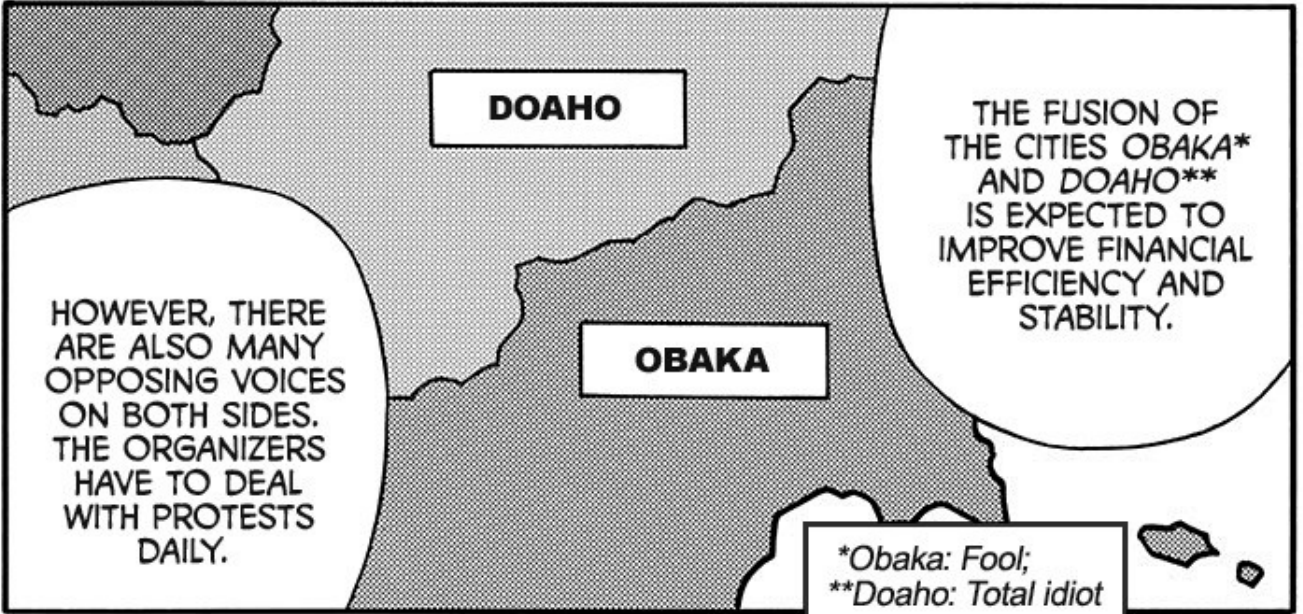 THE FUSION OF
THE CITIES OBAKA*
AND DOAHO**
IS EXPECTED TO
IMPROVE FINANCIAL
EFFICIENCY AND
STABILITY.
DOAHO
OBAKA
HOWEVER, THERE
ARE ALSO MANY
OPPOSING VOICES
ON BOTH SIDES.
THE ORGANIZERS
HAVE TO DEAL
WITH PROTESTS
DAILY.
*Obaka: Fool;
**Doaho: Total idiot